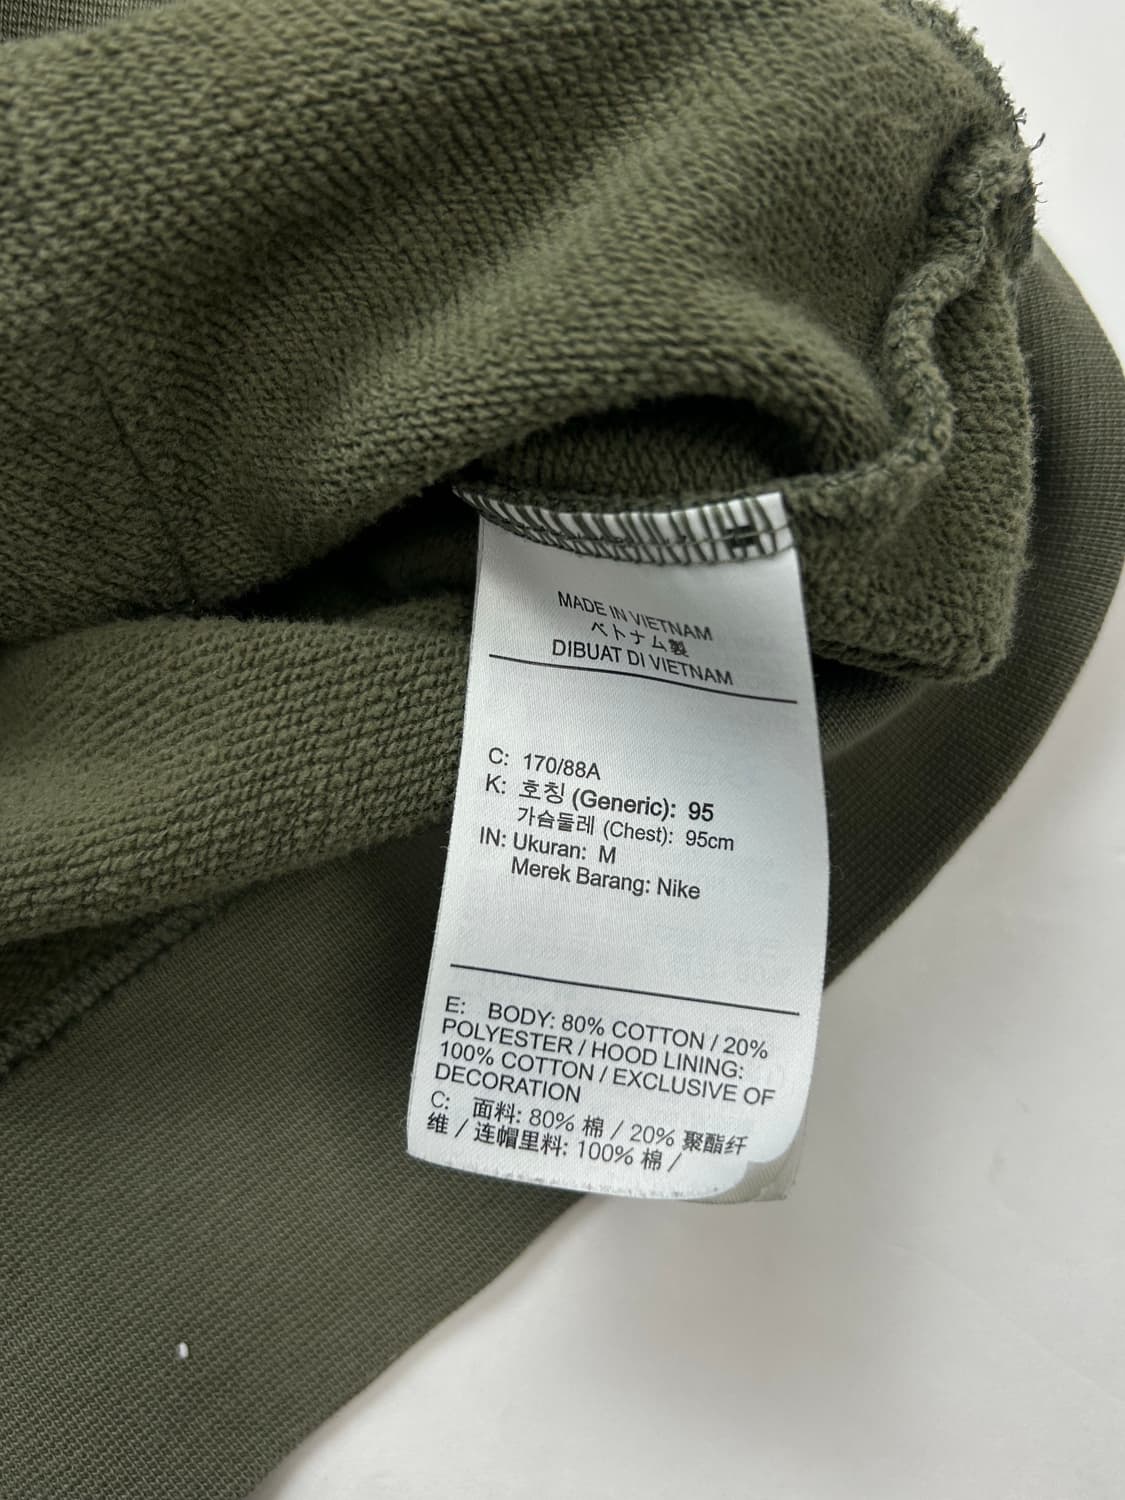 MADE IN VIETNAM
ベトナム製
DIBUAT DI VIETNAM
C: 170/88A
K: 호칭 (Generic): 95
가슴둘레 (Chest): 95cm
IN: Ukuran: M
Merek Barang: Nike
E: BODY: 80% COTTON / 20%
POLYESTER / HOOD LINING:
100% COTTON / EXCLUSIVE OF
DECORATION
C: 面料: 80% 棉 / 20% 聚酯纤
维 / 连帽里料: 100% 棉 /